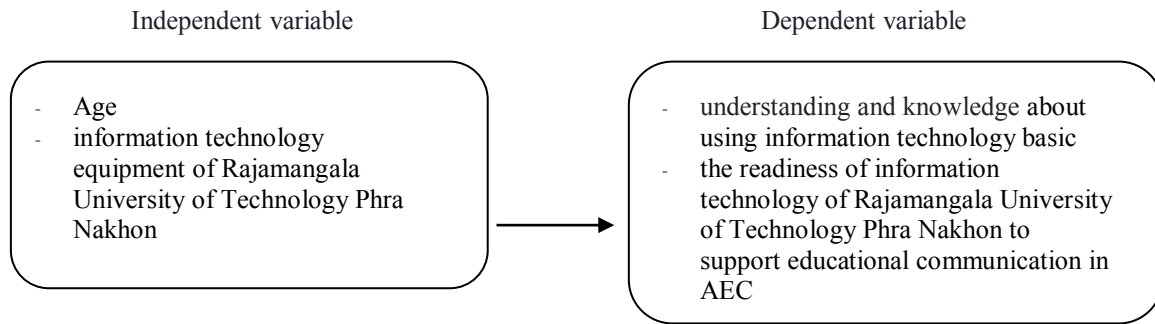 Independent variable
Dependent variable
- Age
- information technology
equipment of Rajamangala
University of Technology Phra
Nakhon
- understanding and knowledge about
using information technology basic
- the readiness of information
technology of Rajamangala University
of Technology Phra Nakhon to
support educational communication in
AEC